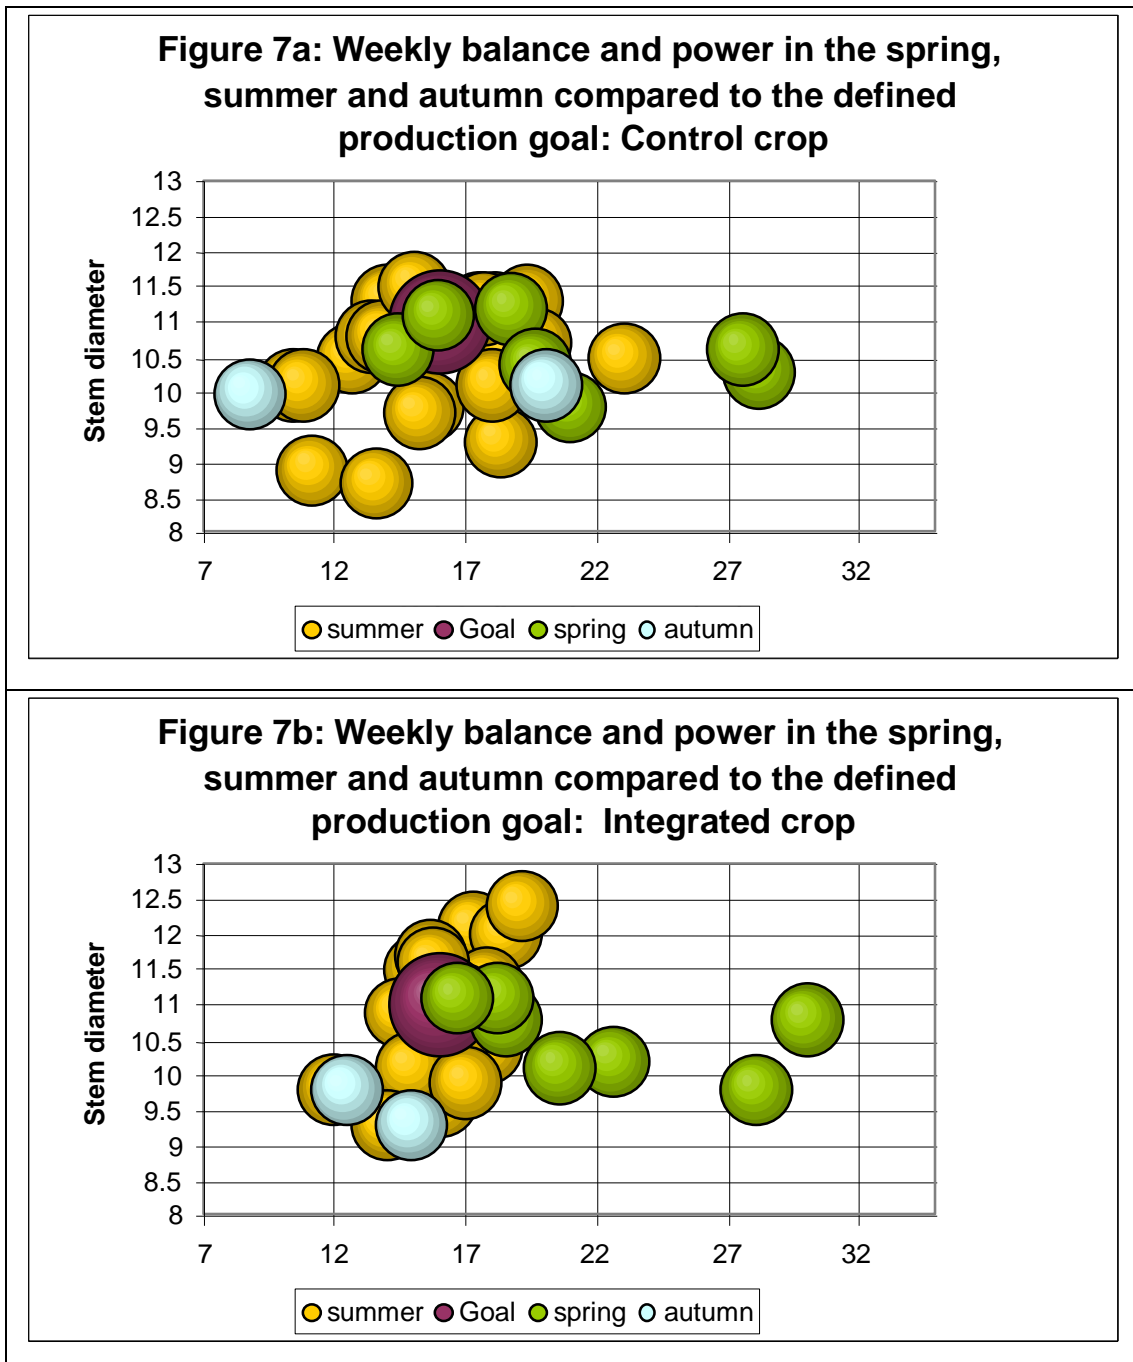 Figure 7a: Weekly balance and power in the spring,
summer and autumn compared to the defined
production goal: Control crop
13
12.5
12
11.5
11
10.5
10
9.5
9
8.5
8
Stem diameter
7 12 17 22 27 32
summer Goal spring autumn
Figure 7b: Weekly balance and power in the spring,
summer and autumn compared to the defined
production goal: Integrated crop
13
12.5
12
11.5
11
10.5
10
9.5
9
8.5
8
Stem diameter
7 12 17 22 27 32
summer Goal spring autumn